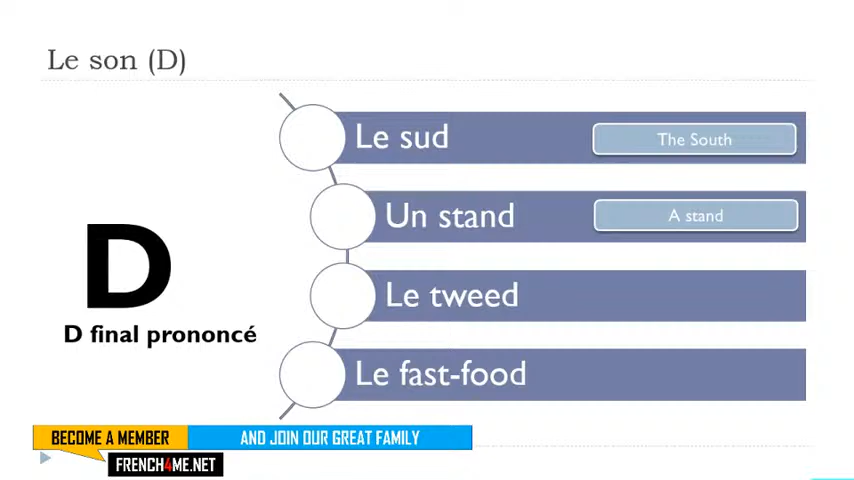 Le son (D)
Le sud
The South
Un stand
A stand
D
D final prononcé
Le tweed
Le fast-food
BECOME A MEMBER
AND JOIN OUR GREAT FAMILY
FRENCH4ME.NET